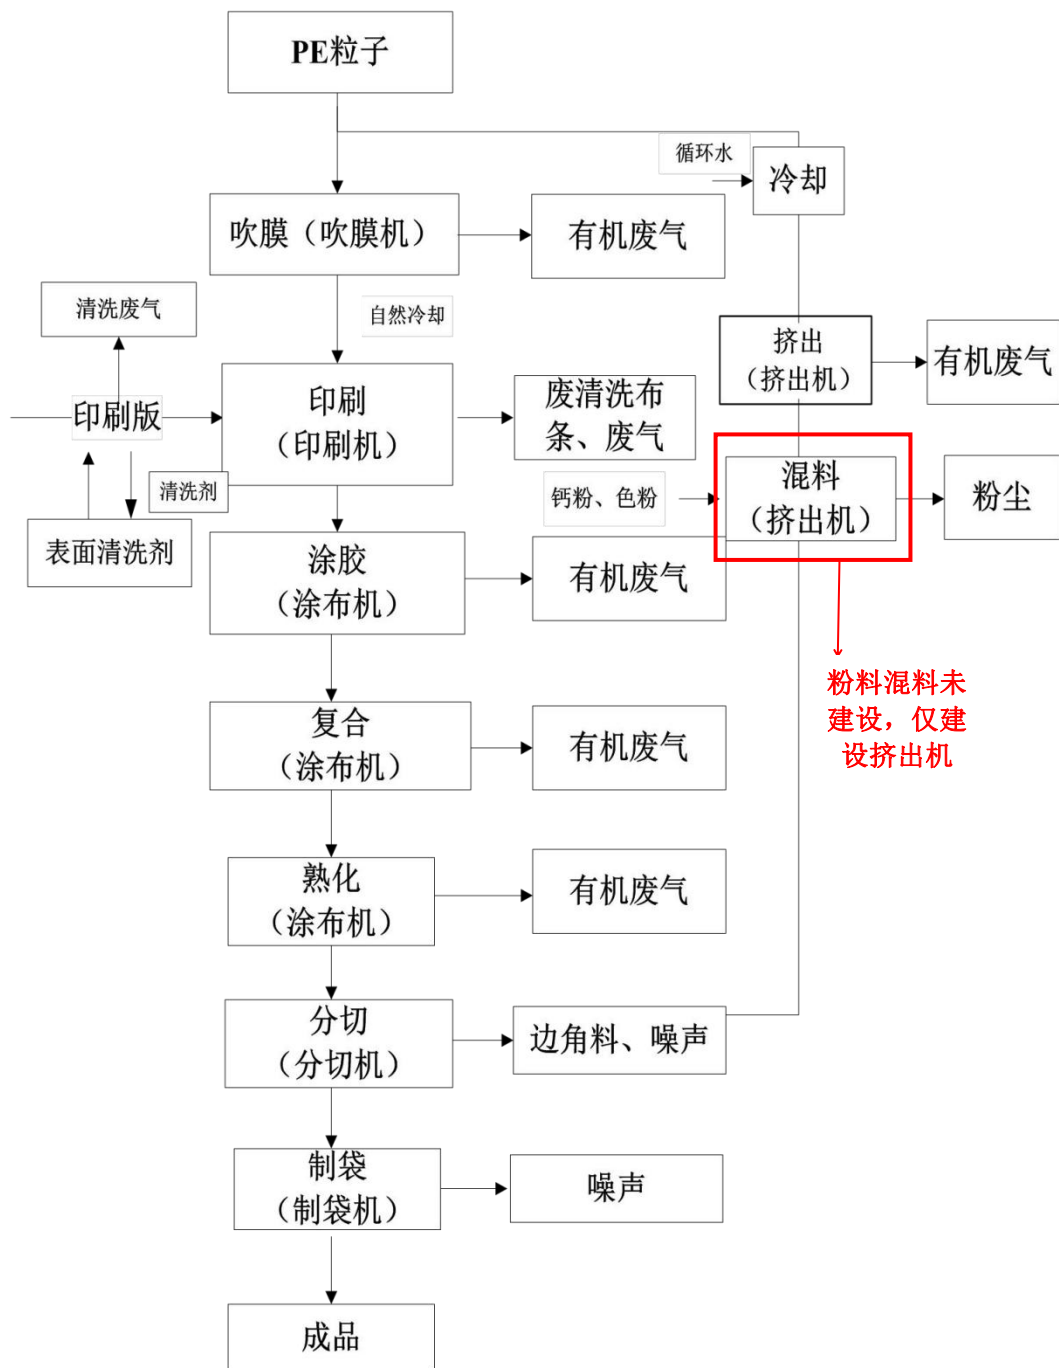 PE粒子
循环水
冷却
吹膜（吹膜机）
有机废气
清洗废气
自然冷却
挤出
（挤出机）
有机废气
印刷版
印刷
（印刷机）
废清洗布
条、废气
清洗剂
钙粉、色粉
混料
（挤出机）
粉尘
表面清洗剂
涂胶
（涂布机）
有机废气
粉料混料未
建设，仅建
设挤出机
复合
（涂布机）
有机废气
熟化
（涂布机）
有机废气
分切
（分切机）
边角料、噪声
制袋
（制袋机）
噪声
成品